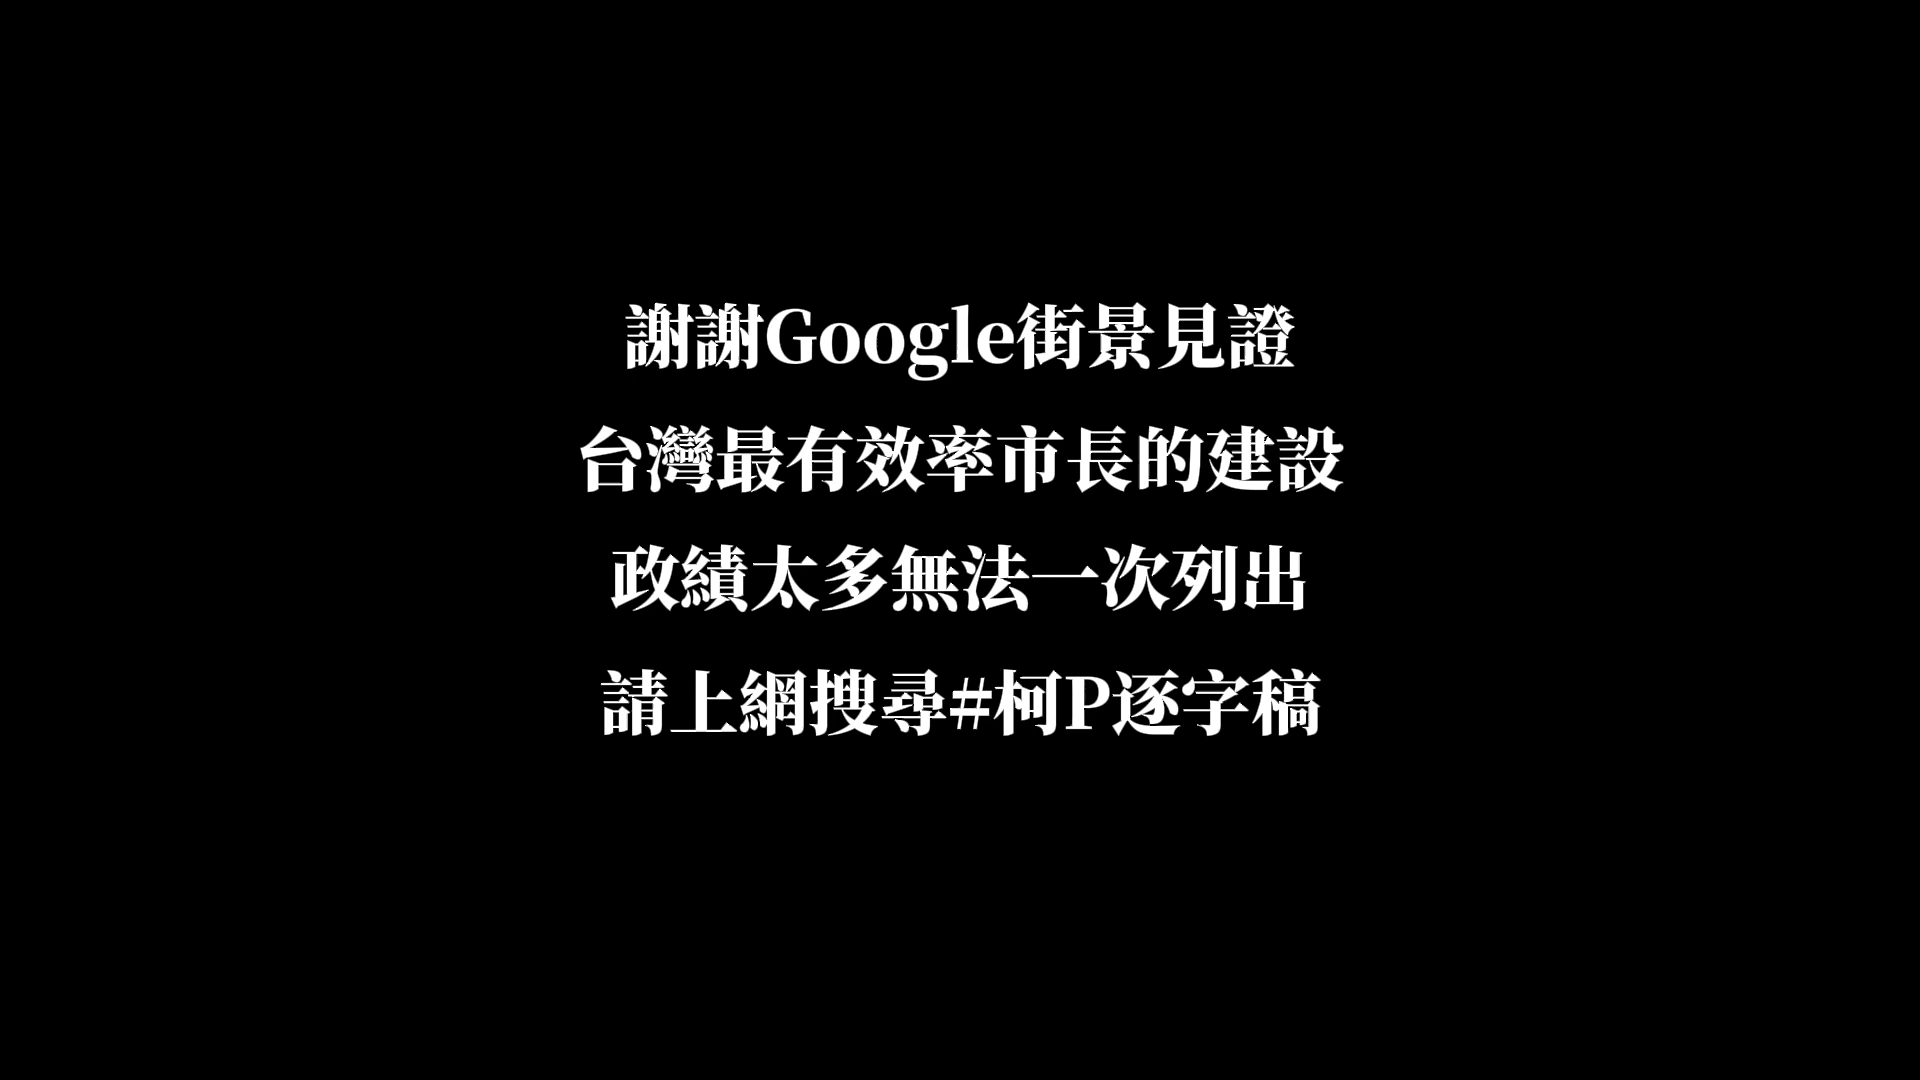 謝謝Google街景見證
台灣最有效率市長的建設
政績太多無法一次列出
請上網搜尋#柯P逐字稿